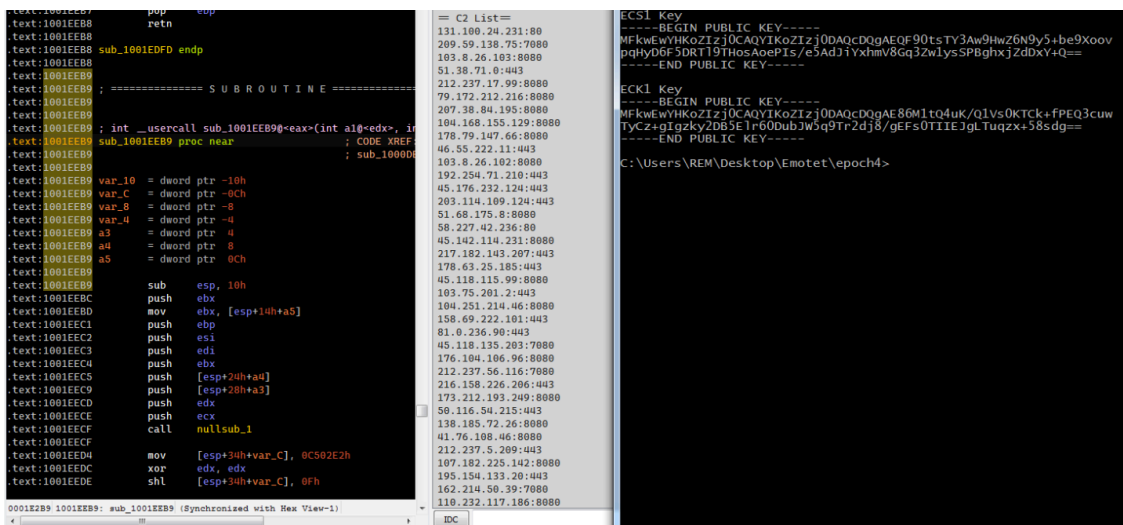 .text:1001EEB7 pop ebp
.text:1001EEB8 retn
.text:1001EEB8
.text:1001EEB8 sub_1001EDFD endp
.text:1001EEB8
.text:1001EEB9
.text:1001EEB9 ; =============== S U B R O U T I N E ==============
.text:1001EEB9
.text:1001EEB9
.text:1001EEB9 ; int __usercall sub_1001EEB9@<eax>(int a1@<edx>, in
.text:1001EEB9 sub_1001EEB9 proc near ; CODE XREF:
.text:1001EEB9 ; sub_1000DE
.text:1001EEB9
.text:1001EEB9 var_10 = dword ptr -10h
.text:1001EEB9 var_C = dword ptr -0Ch
.text:1001EEB9 var_8 = dword ptr -8
.text:1001EEB9 var_4 = dword ptr -4
.text:1001EEB9 a3 = dword ptr 4
.text:1001EEB9 a4 = dword ptr 8
.text:1001EEB9 a5 = dword ptr 0Ch
.text:1001EEB9
.text:1001EEB9 sub esp, 10h
.text:1001EEBC push ebx
.text:1001EEBD mov ebx, [esp+14h+a5]
.text:1001EEC1 push ebp
.text:1001EEC2 push esi
.text:1001EEC3 push edi
.text:1001EEC4 push ebx
.text:1001EEC5 push [esp+24h+a4]
.text:1001EEC9 push [esp+28h+a3]
.text:1001EECD push edx
.text:1001EECE push ecx
.text:1001EECF call nullsub_1
.text:1001EECF
.text:1001EED4 mov [esp+34h+var_C], 0C502E2h
.text:1001EEDC xor edx, edx
.text:1001EEDE shl [esp+34h+var_C], 0Fh
0001E2B9 1001EEB9: sub_1001EEB9 (Synchronized with Hex View-1)
== C2 List==
131.100.24.231:80
209.59.138.75:7080
103.8.26.103:8080
51.38.71.0:443
212.237.17.99:8080
79.172.212.216:8080
207.38.84.195:8080
104.168.155.129:8080
178.79.147.66:8080
46.55.222.11:443
103.8.26.102:8080
192.254.71.210:443
45.176.232.124:443
203.114.109.124:443
51.68.175.8:8080
58.227.42.236:80
45.142.114.231:8080
217.182.143.207:443
178.63.25.185:443
45.118.115.99:8080
103.75.201.2:443
104.251.214.46:8080
158.69.222.101:443
81.0.236.90:443
45.118.135.203:7080
176.104.106.96:8080
212.237.56.116:7080
216.158.226.206:443
173.212.193.249:8080
50.116.54.215:443
138.185.72.26:8080
41.76.108.46:8080
212.237.5.209:443
107.182.225.142:8080
195.154.133.20:443
162.214.50.39:7080
110.232.117.186:8080
IDC
ECS1 Key
-----BEGIN PUBLIC KEY-----
MFkwEwYHKoZIzj0CAQYIKoZIzj0DAQcDQgAEQF90tsTY3Aw9HwZ6N9y5+be9Xoov
pqHyD6F5DRTl9THosAoePIs/e5AdJiYxhmV8Gq3ZwlysSPBghxjZdDxY+Q==
-----END PUBLIC KEY-----
ECK1 Key
-----BEGIN PUBLIC KEY-----
MFkwEwYHKoZIzj0CAQYIKoZIzj0DAQcDQgAE86M1tQ4uK/Q1Vs0KTCk+fPEQ3cuw
TyCz+gIgzky2DB5Elr60DubJW5q9Tr2dj8/gEFs0TIIEJgLTuqzx+58sdg==
-----END PUBLIC KEY-----
C:\Users\REM\Desktop\Emotet\epoch4>